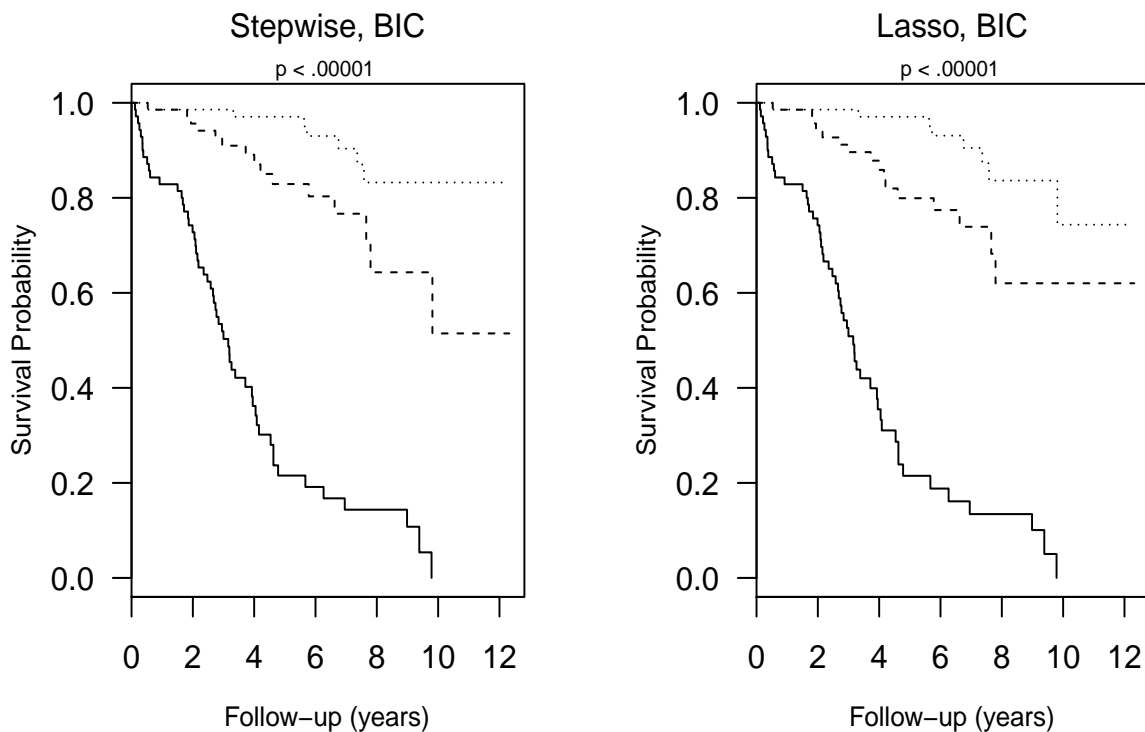 Stepwise, BIC
p < .00001
Survival Probability
1.0
0.8
0.6
0.4
0.2
0.0
0 2 4 6 8 10 12
Follow−up (years)
Lasso, BIC
p < .00001
Survival Probability
1.0
0.8
0.6
0.4
0.2
0.0
0 2 4 6 8 10 12
Follow−up (years)